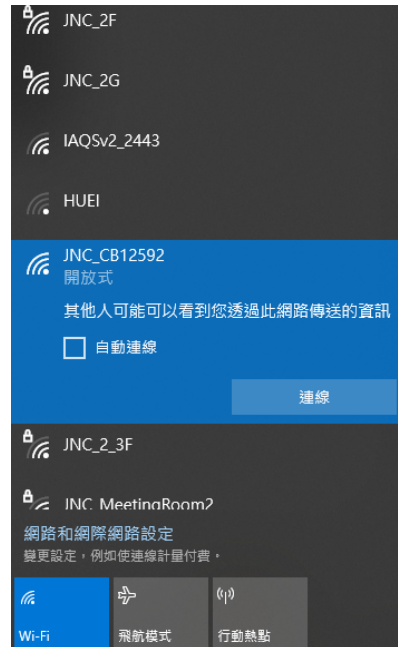 JNC_2F
JNC_2G
IAQSv2_2443
HUEI
JNC_CB12592
開放式
其他人可能可以看到您透過此網路傳送的資訊
自動連線
連線
JNC_2_3F
JNC_MeetingRoom2
網路和網際網路設定
變更設定，例如使連線計量付費。
Wi-Fi
飛航模式
行動熱點